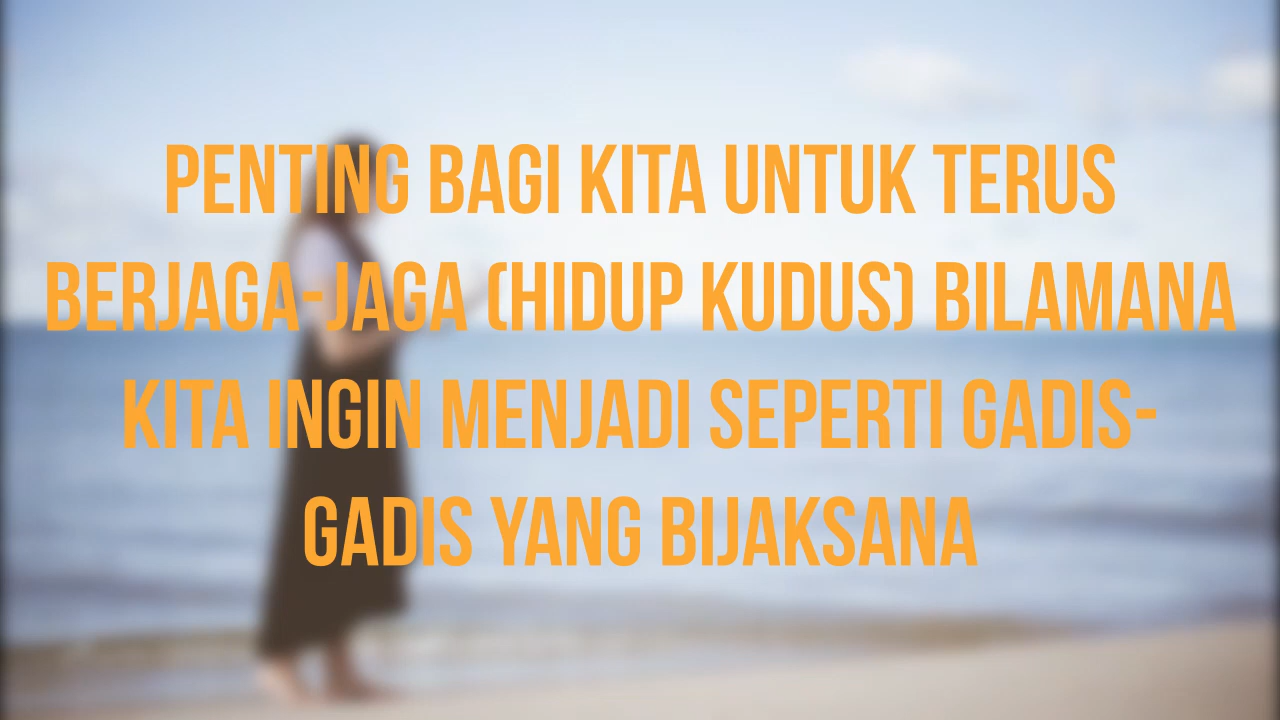 PENTING BAGI KITA UNTUK TERUS
BERJAGA-JAGA (HIDUP KUDUS) BILAMANA
KITA INGIN MENJADI SEPERTI GADIS-
GADIS YANG BIJAKSANA